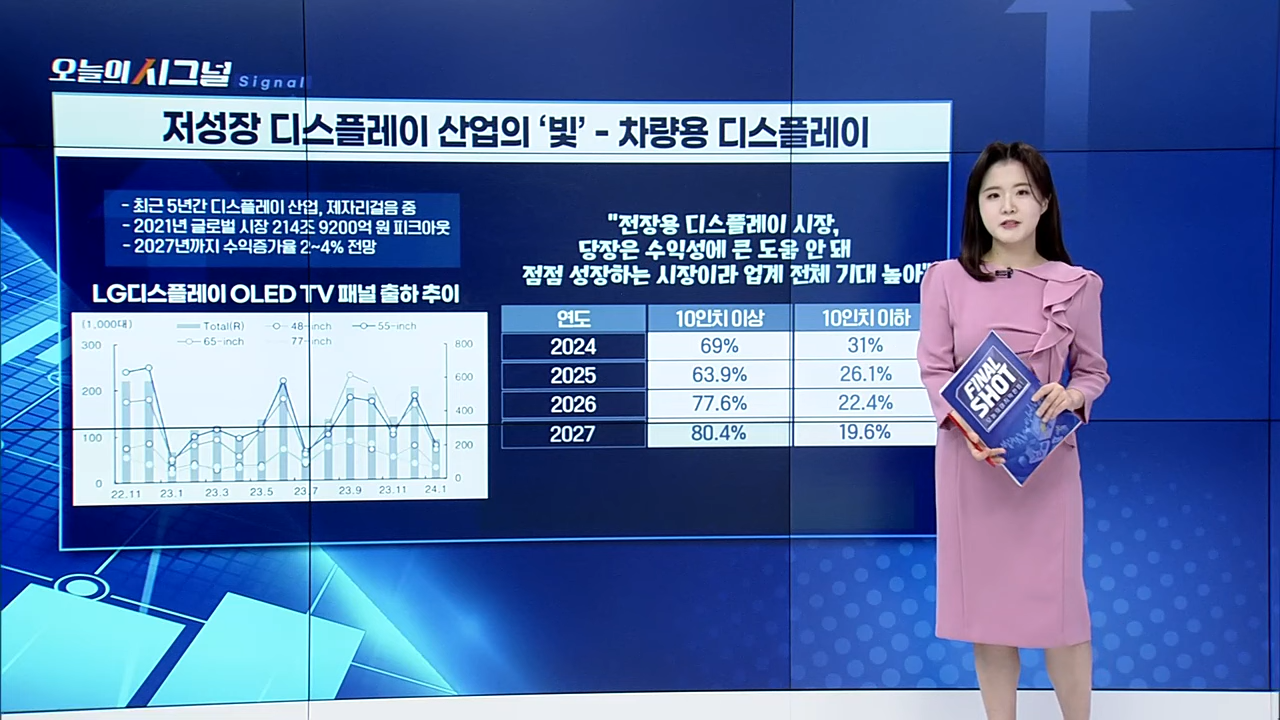 오늘의 시그널 Signal
저성장 디스플레이 산업의 ‘빛’ - 차량용 디스플레이
- 최근 5년간 디스플레이 산업, 제자리걸음 중
- 2021년 글로벌 시장 214조 9200억 원 피크아웃
- 2027년까지 수익증가율 2~4% 전망
LG디스플레이 OLED TV 패널 출하 추이
(1,000대) Total(R) 48-inch 55-inch
65-inch 77-inch
300 800
200 600
400
100 200
0 0
22.11 23.1 23.3 23.5 23.7 23.9 23.11 24.1
"전장용 디스플레이 시장,
당장은 수익성에 큰 도움 안 돼
점점 성장하는 시장이라 업계 전체 기대 높아"
연도 10인치 이상 10인치 이하
2024 69% 31%
2025 63.9% 26.1%
2026 77.6% 22.4%
2027 80.4% 19.6%
FINAL
SHOT